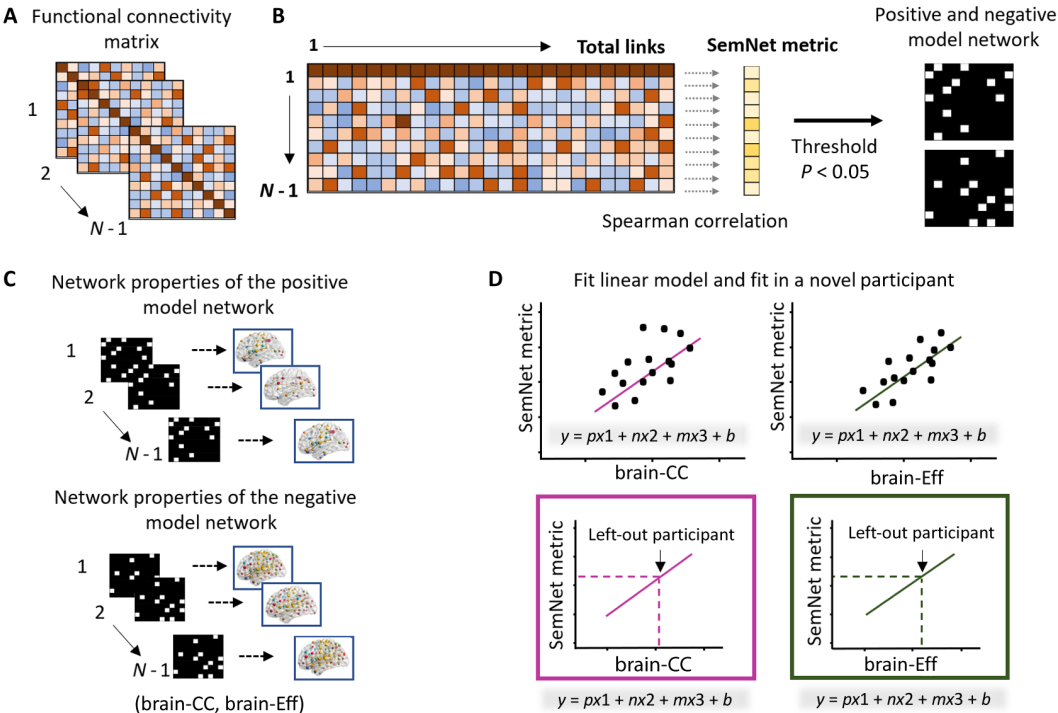 A
Functional connectivity
matrix
1
2
N - 1
B
1
Total links
SemNet metric
1
N - 1
Spearman correlation
Threshold
P < 0.05
Positive and negative
model network
C
Network properties of the positive
model network
1
2
N - 1
Network properties of the negative
model network
1
2
N - 1
(brain-CC, brain-Eff)
D
Fit linear model and fit in a novel participant
SemNet metric
y = px1 + nx2 + mx3 + b
brain-CC
SemNet metric
y = px1 + nx2 + mx3 + b
brain-Eff
SemNet metric
Left-out participant
brain-CC
y = px1 + nx2 + mx3 + b
SemNet metric
Left-out participant
brain-Eff
y = px1 + nx2 + mx3 + b